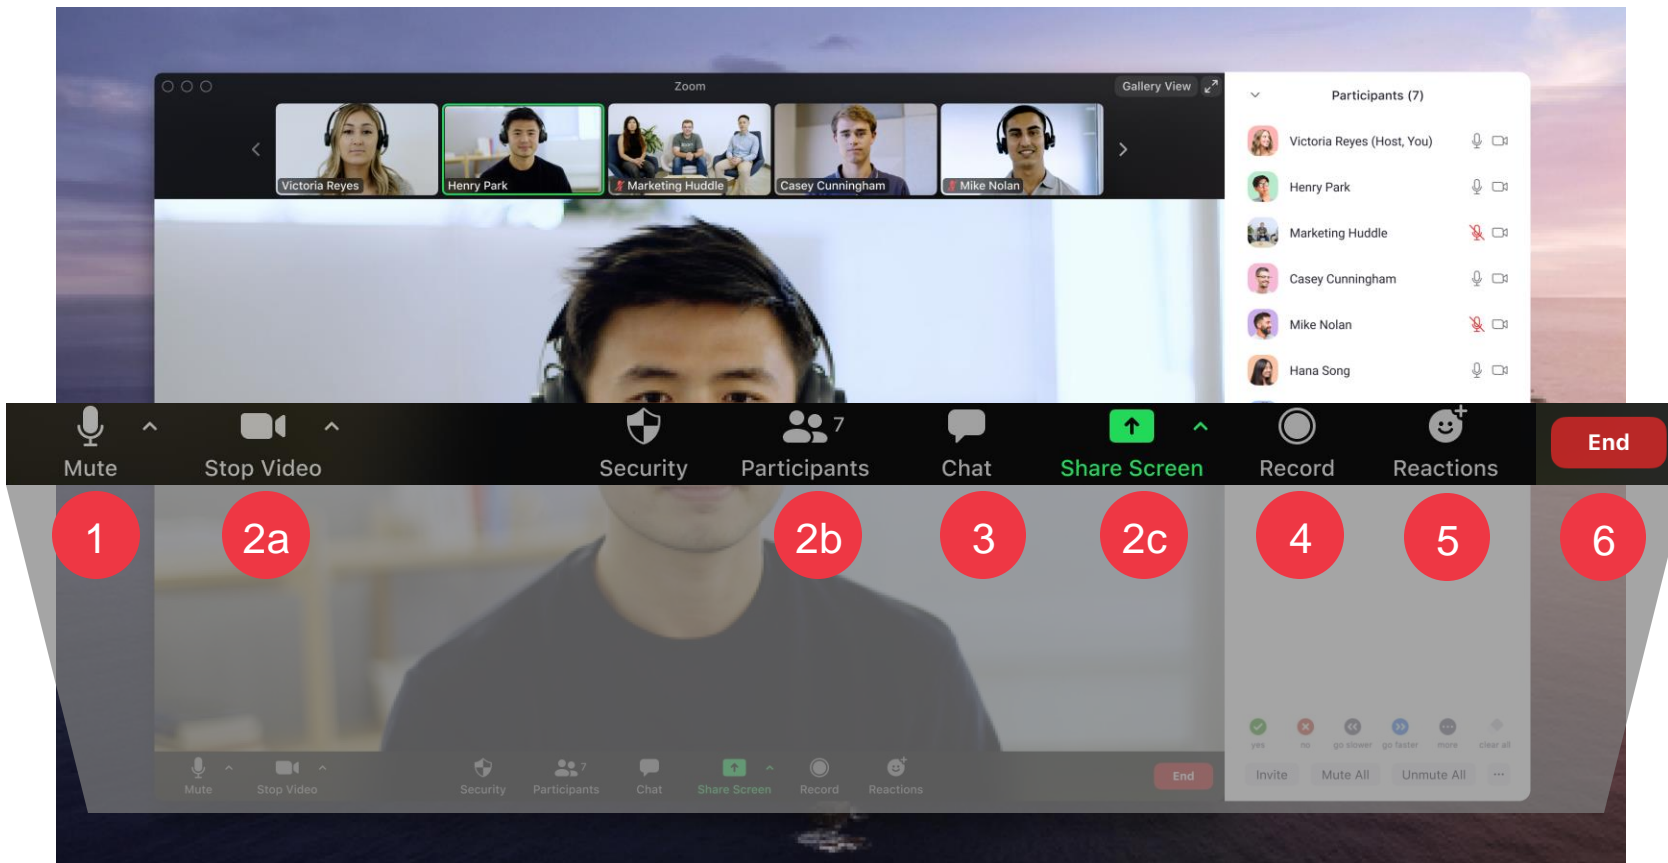 Zoom
Gallery View
Participants (7)
Victoria Reyes
Henry Park
Marketing Huddle
Casey Cunningham
Mike Nolan
Victoria Reyes (Host, You)
Henry Park
Marketing Huddle
Casey Cunningham
Mike Nolan
Hana Song
7
Mute
Stop Video
Security
Participants
Chat
Share Screen
Record
Reactions
End
1
2a
2b
3
2c
4
5
6
yes
no
go slower
go faster
more
clear all
Invite
Mute All
Unmute All
...
7
Mute
Stop Video
Security
Participants
Chat
Share Screen
Record
Reactions
End